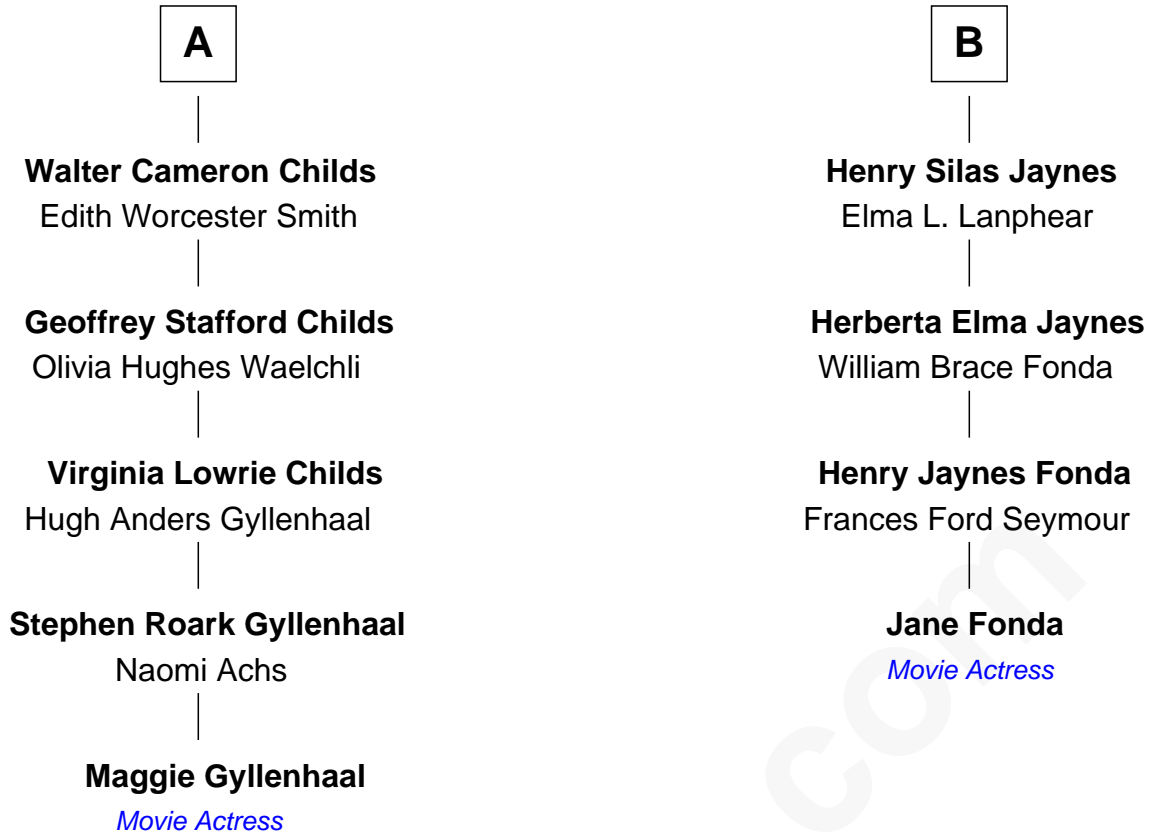 A
Walter Cameron Childs
Edith Worcester Smith
Geoffrey Stafford Childs
Olivia Hughes Waelchli
Virginia Lowrie Childs
Hugh Anders Gyllenhaal
Stephen Roark Gyllenhaal
Naomi Achs
Maggie Gyllenhaal
Movie Actress
B
Henry Silas Jaynes
Elma L. Lanphear
Herberta Elma Jaynes
William Brace Fonda
Henry Jaynes Fonda
Frances Ford Seymour
Jane Fonda
Movie Actress
com